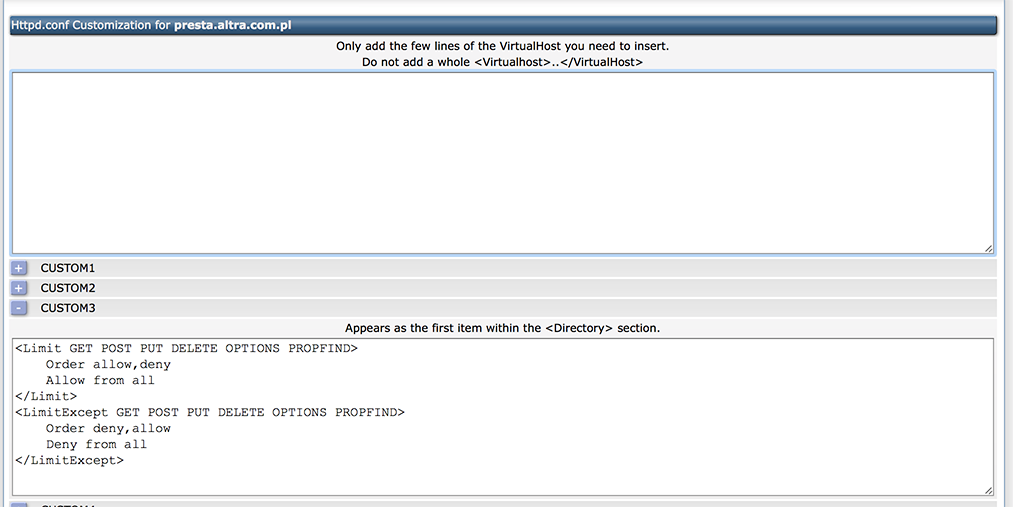 Httpd.conf Customization for presta.altra.com.pl
Only add the few lines of the VirtualHost you need to insert.
Do not add a whole <Virtualhost>..</VirtualHost>
+ CUSTOM1
+ CUSTOM2
- CUSTOM3
Appears as the first item within the <Directory> section.
<Limit GET POST PUT DELETE OPTIONS PROPFIND>
    Order allow,deny
    Allow from all
</Limit>
<LimitExcept GET POST PUT DELETE OPTIONS PROPFIND>
    Order deny,allow
    Deny from all
</LimitExcept>